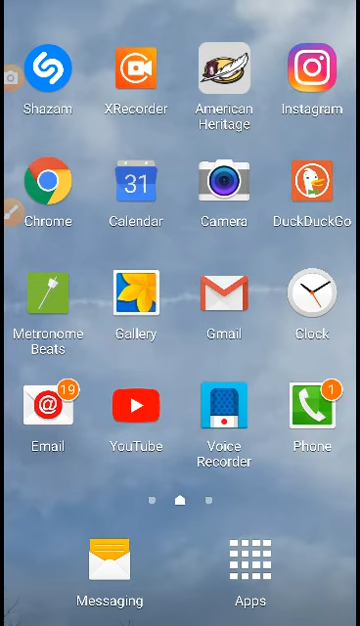 Shazam
XRecorder
American
Heritage
Instagram
31
Chrome
Calendar
Camera
DuckDuckGo
Metronome
Beats
Gallery
Gmail
Clock
@
19
1
Email
YouTube
Voice
Recorder
Phone
Messaging
Apps